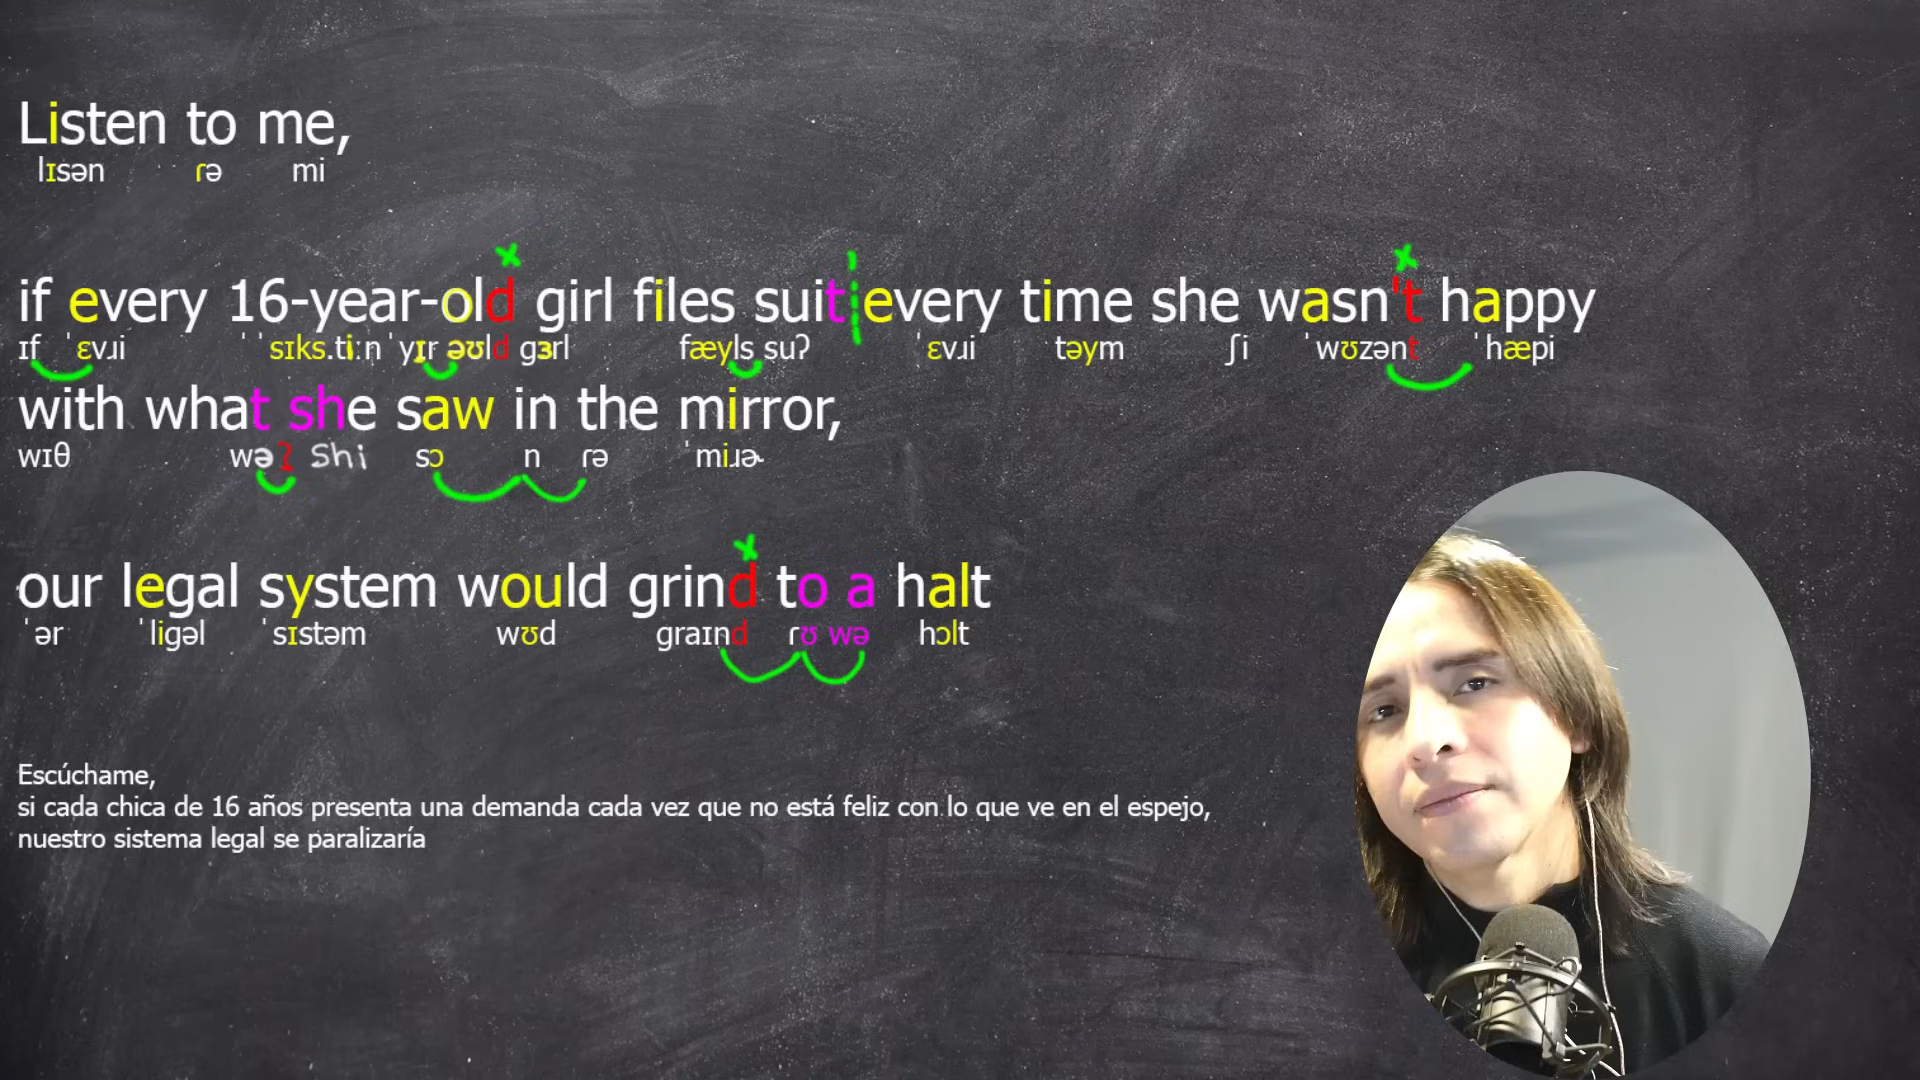 Listen to me,
lɪsən ɾə mi
if every 16-year-old girl files suit every time she wasn't happy
ɪf ˈɛvɹi ˈˈsɪks.tiːn ˈyɪr əʊld gɜrl fæyls suʔ ˈɛvɹi təym ʃi ˈwʊzənt ˈhæpi
with what she saw in the mirror,
wɪθ wəʔ shi sɔ n ɾə ˈmiɹɚ
our legal system would grind to a halt
ˈər ˈligəl ˈsɪstəm wʊd graɪnd rʊ wə hɔlt
Escúchame,
si cada chica de 16 años presenta una demanda cada vez que no está feliz con lo que ve en el espejo,
nuestro sistema legal se paralizaría